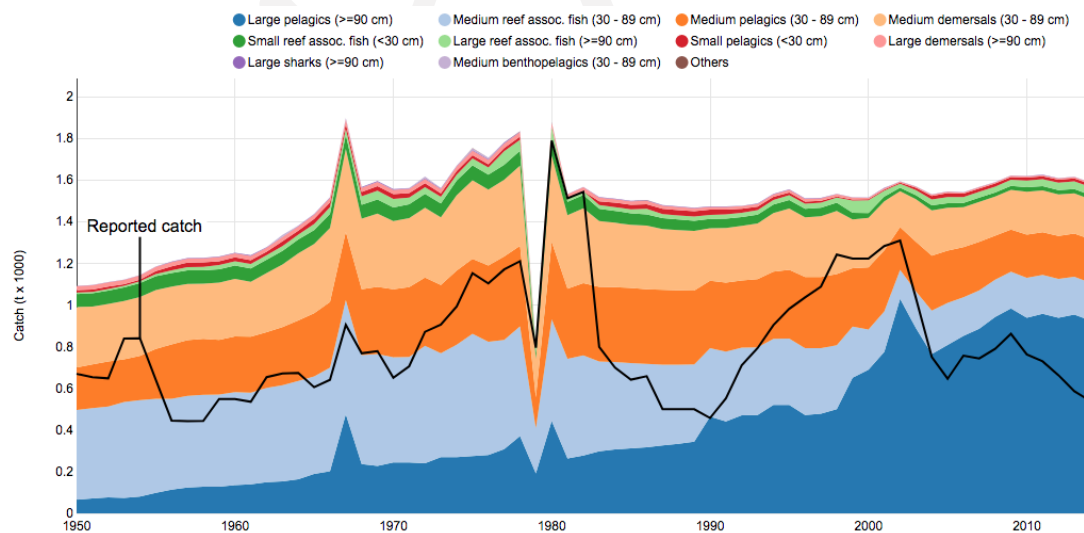 Large pelagics (>=90 cm) Medium reef assoc. fish (30 - 89 cm) Medium pelagics (30 - 89 cm) Medium demersals (30 - 89 cm)
Small reef assoc. fish (<30 cm) Large reef assoc. fish (>=90 cm) Small pelagics (<30 cm) Large demersals (>=90 cm)
Large sharks (>=90 cm) Medium benthopelagics (30 - 89 cm) Others
2
1.8
1.6
1.4
Reported catch
1.2
1
Catch (t x 1000)
0.8
0.6
0.4
0.2
0
1950 1960 1970 1980 1990 2000 2010